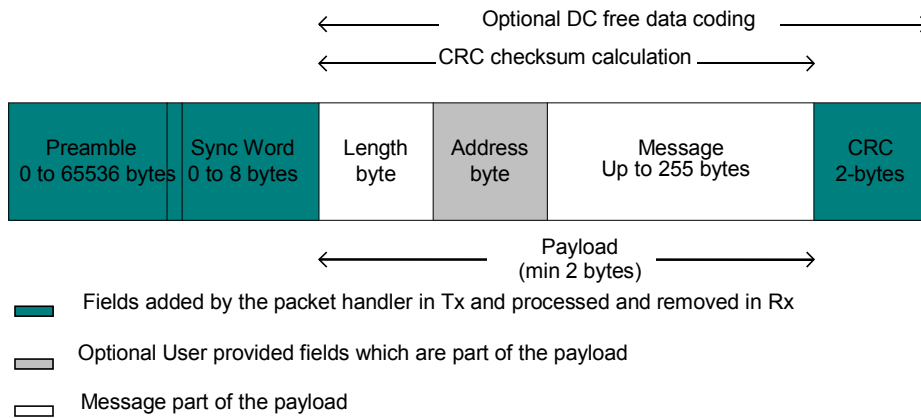 Optional DC free data coding
CRC checksum calculation
Preamble
0 to 65536 bytes
Sync Word
0 to 8 bytes
Length
byte
Address
byte
Message
Up to 255 bytes
CRC
2-bytes
Payload
(min 2 bytes)
Fields added by the packet handler in Tx and processed and removed in Rx
Optional User provided fields which are part of the payload
Message part of the payload